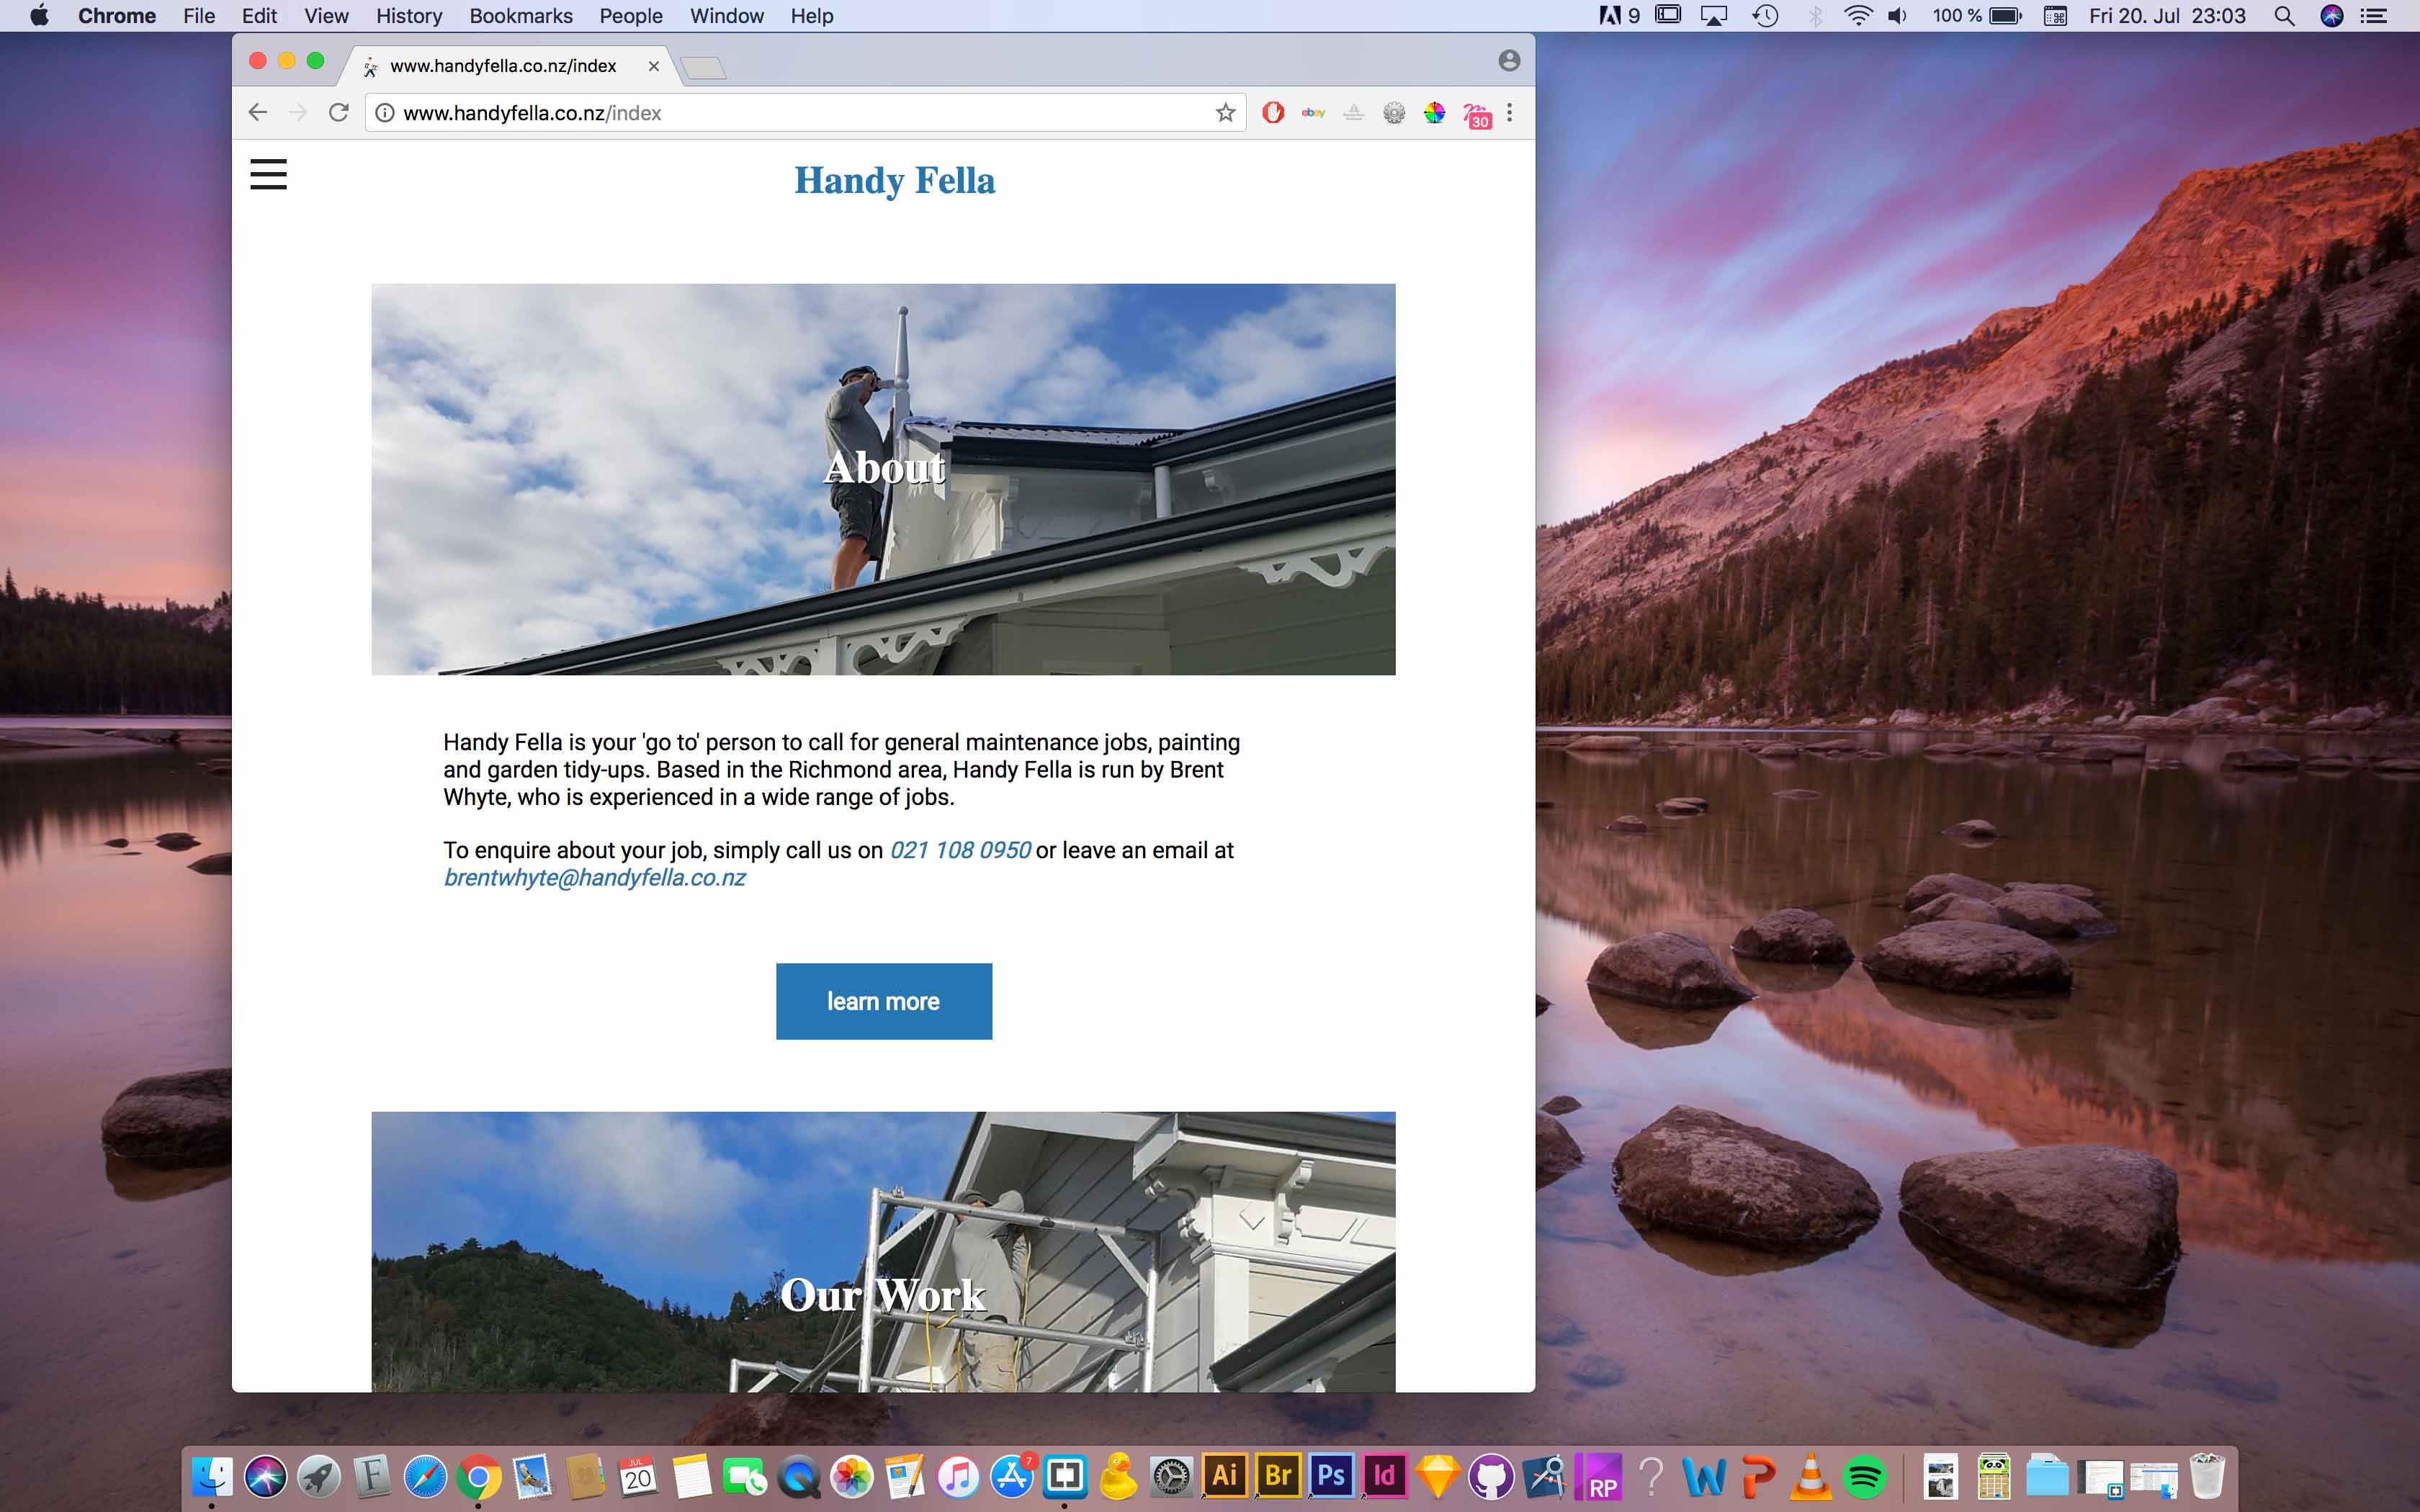 Chrome File Edit View History Bookmarks People Window Help 9 100 % Fri 20. Jul 23:03
www.handyfella.co.nz/index
www.handyfella.co.nz/index ebay 30
Handy Fella
About
Handy Fella is your 'go to' person to call for general maintenance jobs, painting
and garden tidy-ups. Based in the Richmond area, Handy Fella is run by Brent
Whyte, who is experienced in a wide range of jobs.
To enquire about your job, simply call us on 021 108 0950 or leave an email at
brentwhyte@handyfella.co.nz
learn more
Our Work
F JUL 20 7 Ai Br Ps Id RP ? W P